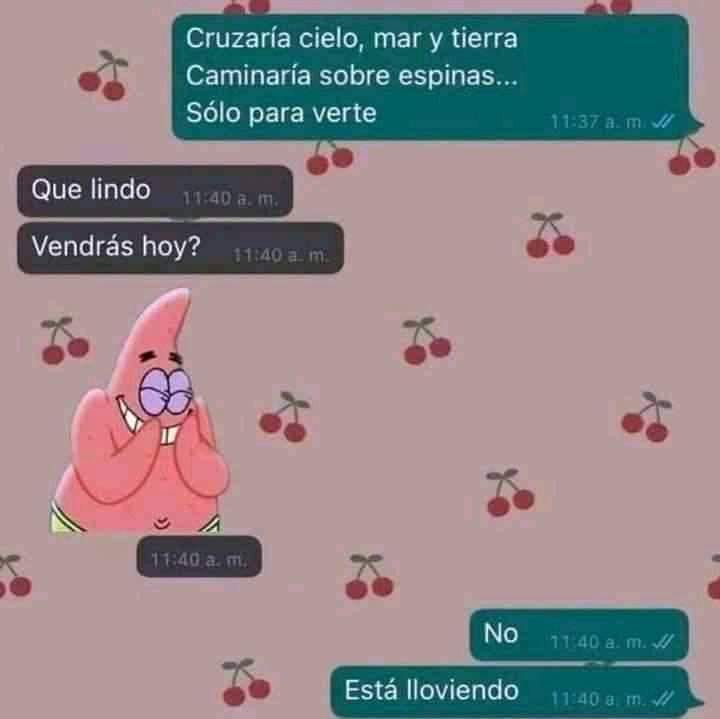 Cruzaría cielo, mar y tierra
Caminaría sobre espinas...
Sólo para verte
11:37 a. m.
Que lindo 11:40 a. m.
Vendrás hoy? 11:40 a. m.
11:40 a. m.
No 11:40 a. m.
Está lloviendo 11:40 a. m.